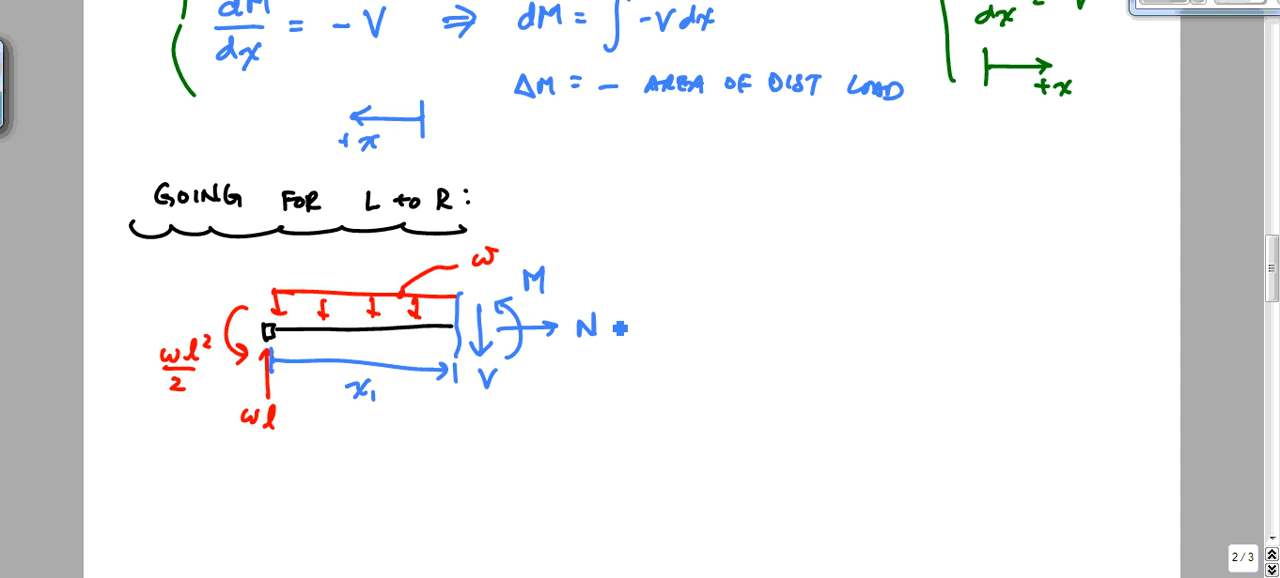 dM/dx = - V ⇒ dM = ∫ -V dx
dx = V
+x
ΔM = - AREA OF DIST LOAD
+x
GOING FOR L to R:
w
M
N
V
wl²/2
x₁
wl
2 / 3